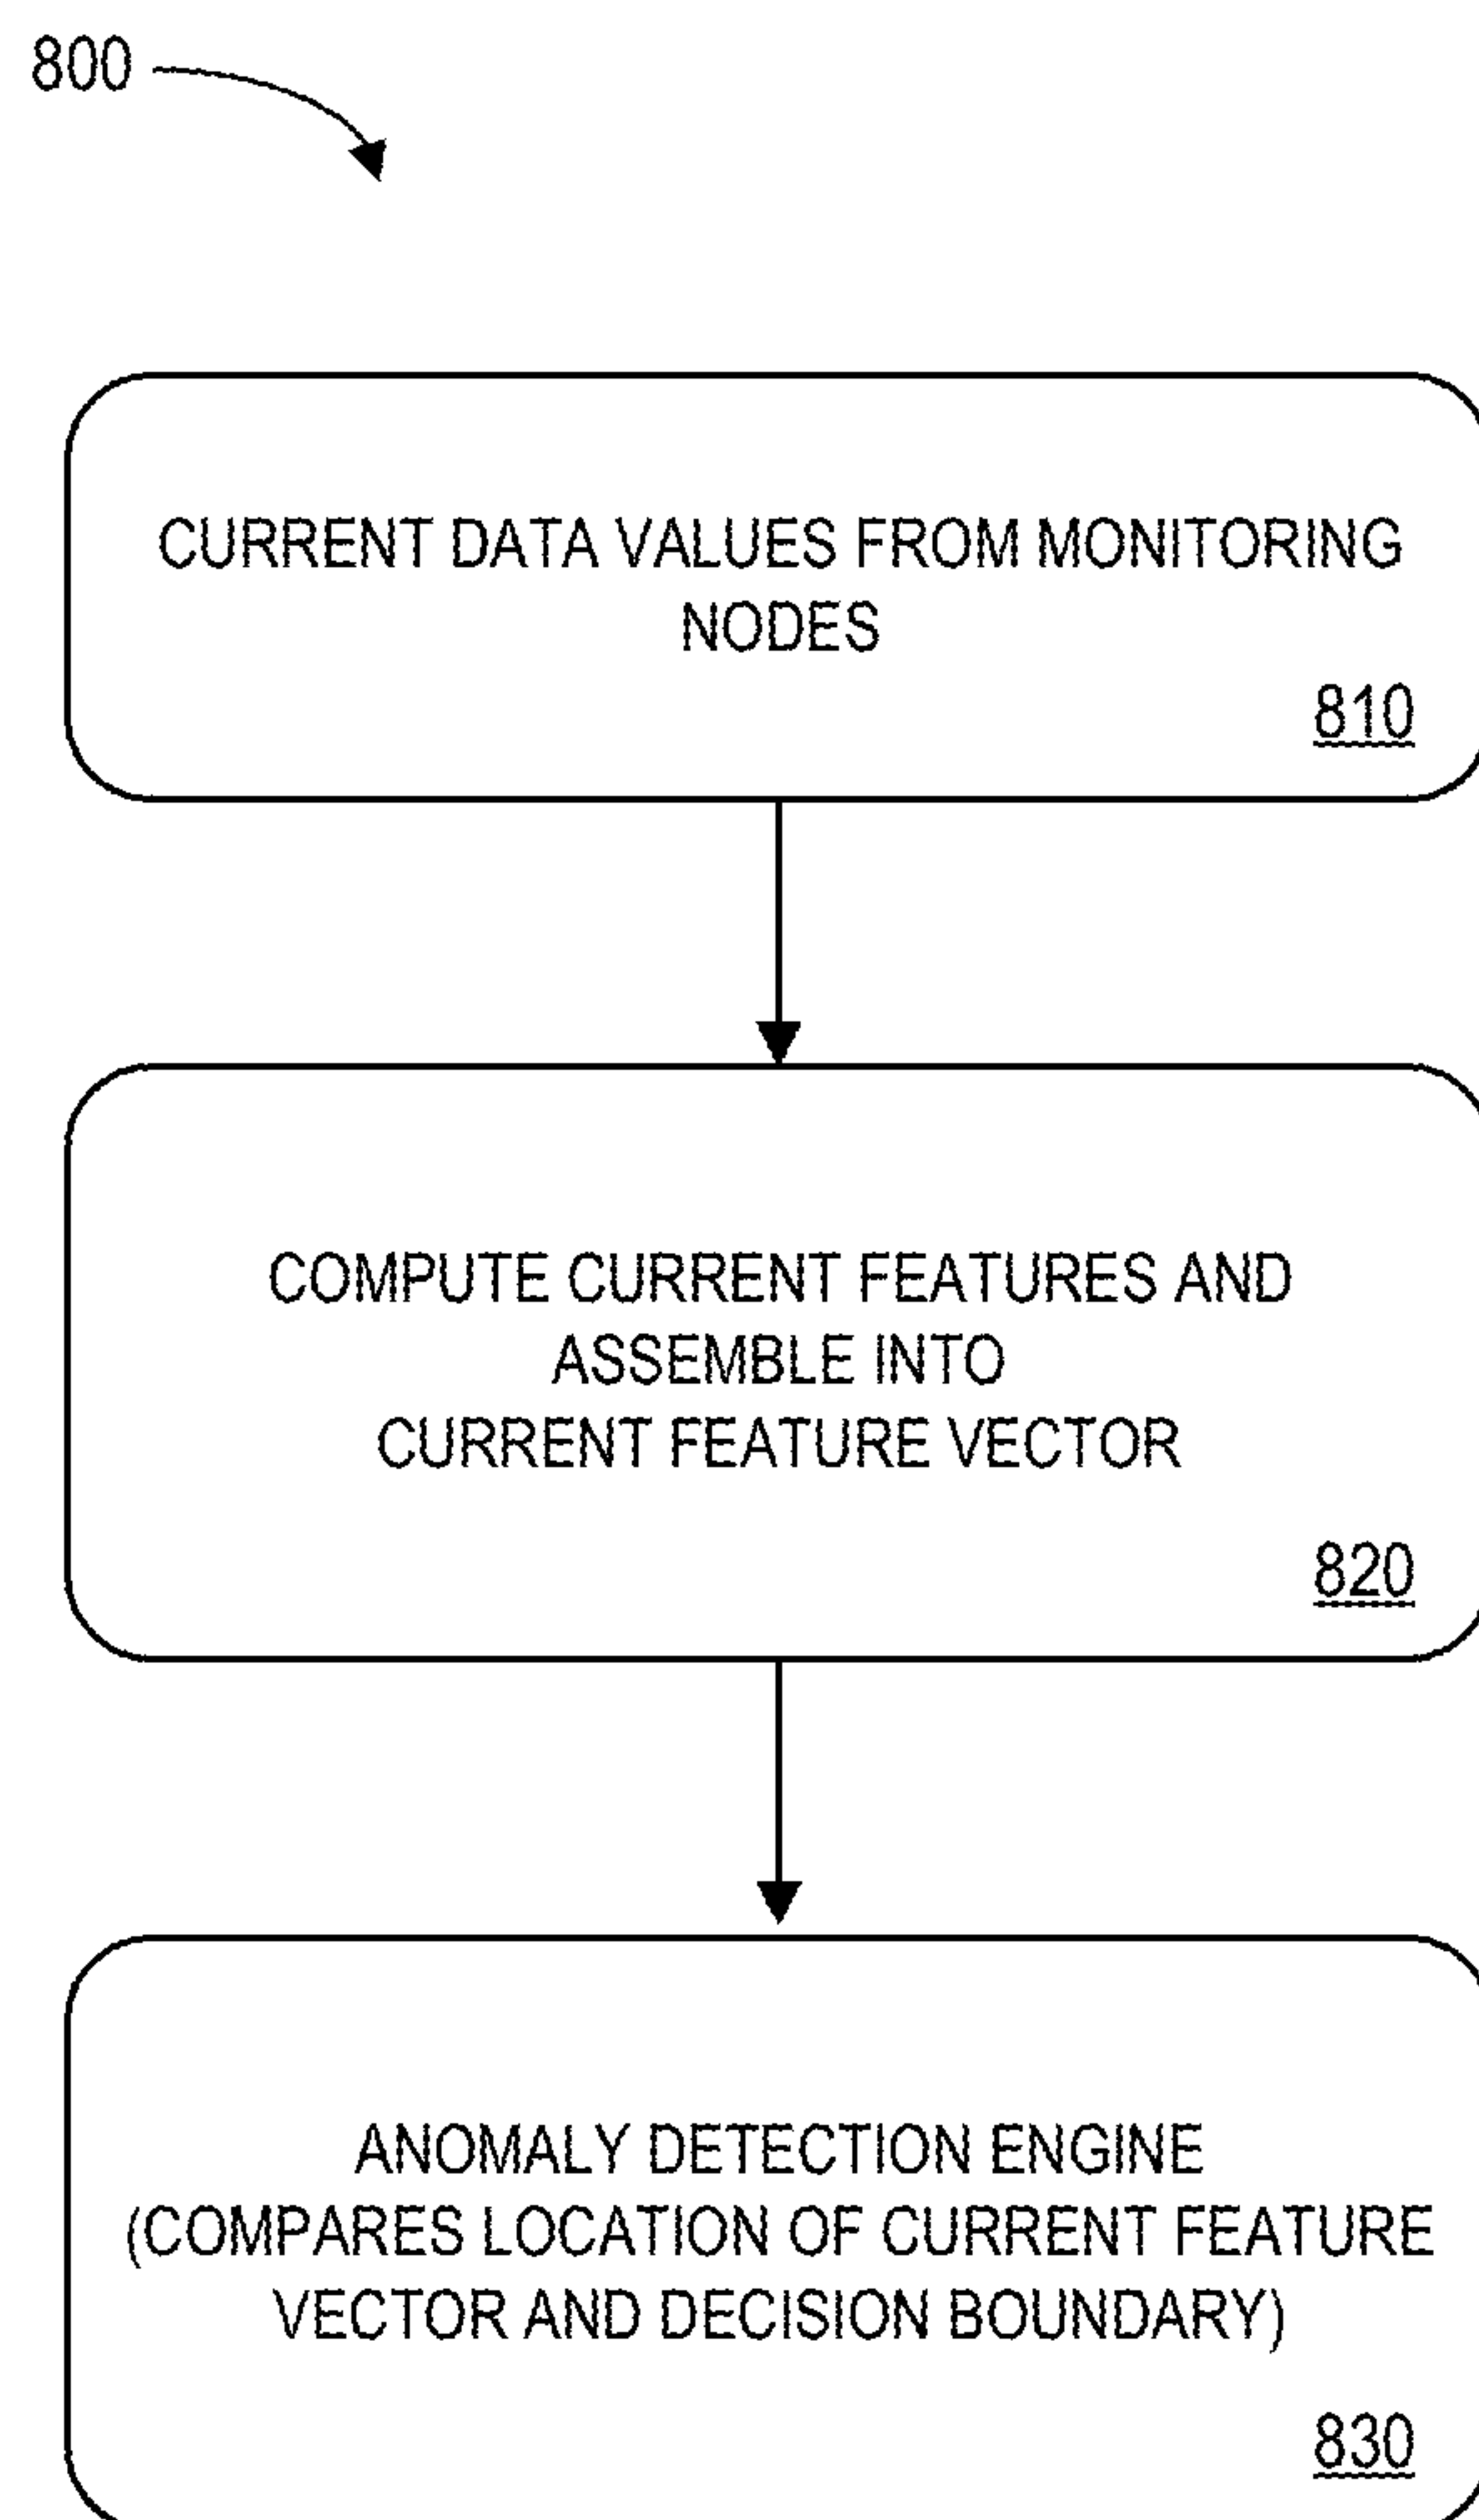 800
CURRENT DATA VALUES FROM MONITORING
NODES
810
COMPUTE CURRENT FEATURES AND
ASSEMBLE INTO
CURRENT FEATURE VECTOR
820
ANOMALY DETECTION ENGINE
(COMPARES LOCATION OF CURRENT FEATURE
VECTOR AND DECISION BOUNDARY)
830